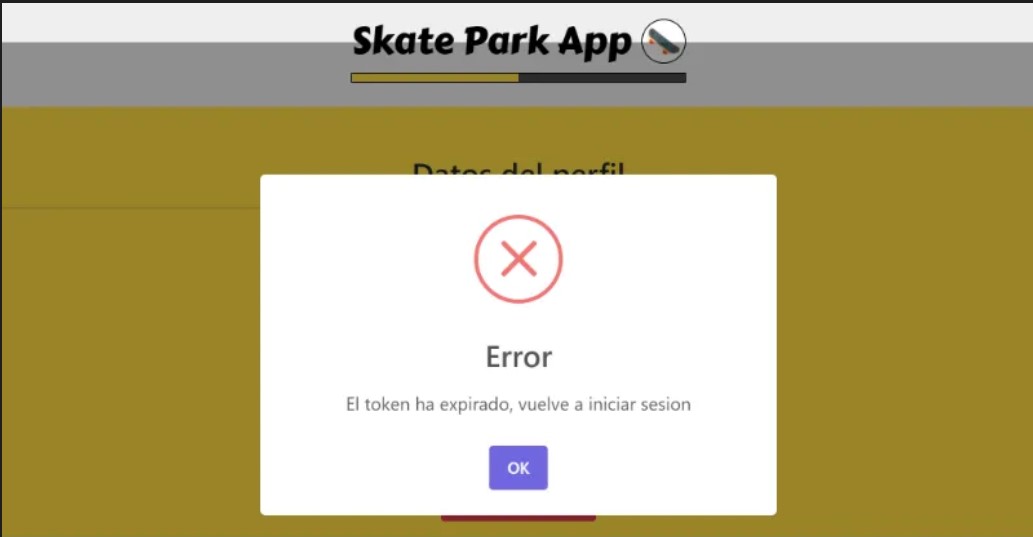 Skate Park App
Datos del perfil
Error
El token ha expirado, vuelve a iniciar sesion
OK